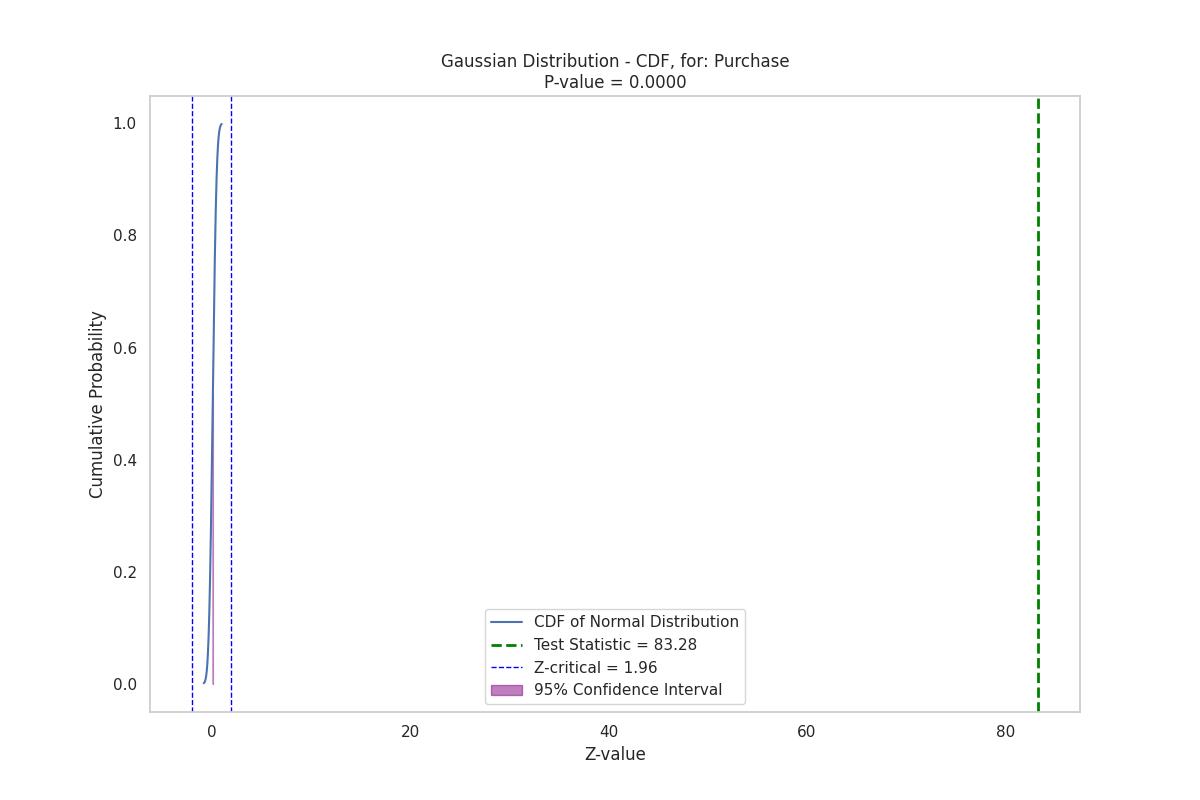 Gaussian Distribution - CDF, for: Purchase
P-value = 0.0000
1.0
0.8
0.6
0.4
0.2
0.0
Cumulative Probability
CDF of Normal Distribution
Test Statistic = 83.28
Z-critical = 1.96
95% Confidence Interval
0 20 40 60 80
Z-value